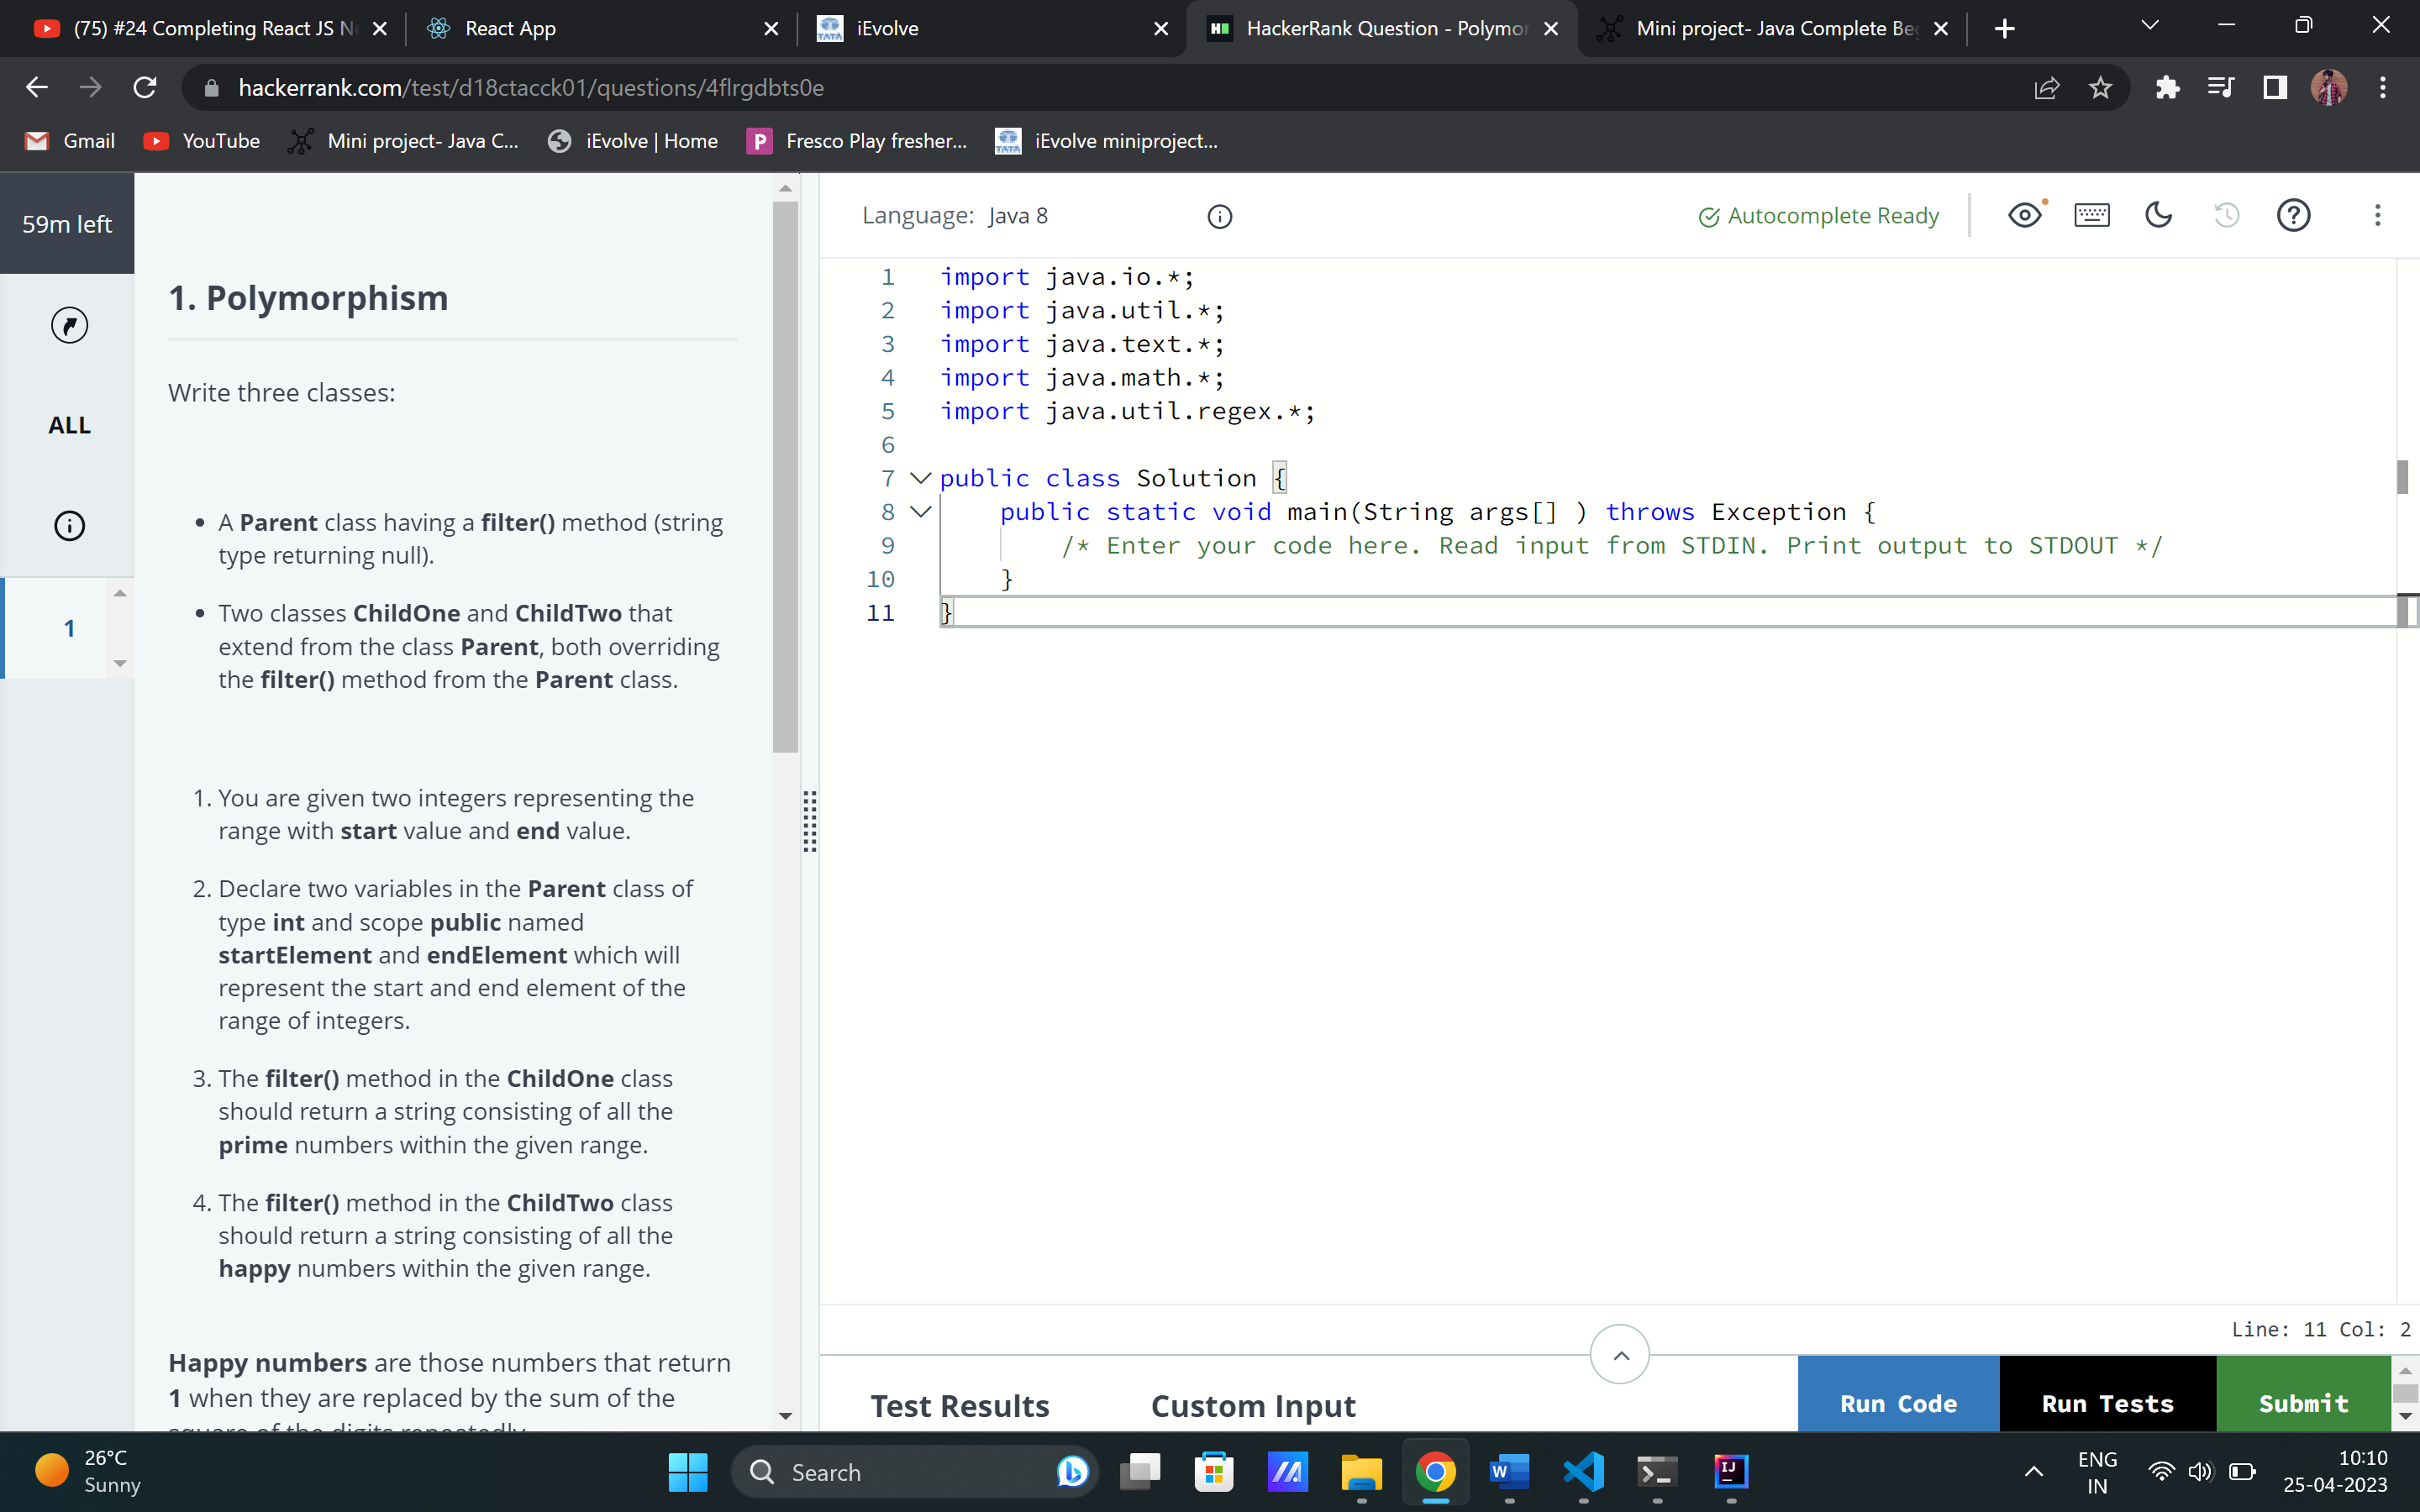 (75) #24 Completing React JS N
React App
iEvolve
HackerRank Question - Polymor
Mini project- Java Complete Be
hackerrank.com/test/d18ctacck01/questions/4flrgdbts0e
Gmail
YouTube
Mini project- Java C...
iEvolve | Home
Fresco Play fresher...
iEvolve miniproject...
59m left
ALL
1
1. Polymorphism
Write three classes:
• A Parent class having a filter() method (string
type returning null).
• Two classes ChildOne and ChildTwo that
extend from the class Parent, both overriding
the filter() method from the Parent class.
1. You are given two integers representing the
range with start value and end value.
2. Declare two variables in the Parent class of
type int and scope public named
startElement and endElement which will
represent the start and end element of the
range of integers.
3. The filter() method in the ChildOne class
should return a string consisting of all the
prime numbers within the given range.
4. The filter() method in the ChildTwo class
should return a string consisting of all the
happy numbers within the given range.
Happy numbers are those numbers that return
1 when they are replaced by the sum of the
square of the digits repeatedly
Language: Java 8
Autocomplete Ready
1 import java.io.*;
2 import java.util.*;
3 import java.text.*;
4 import java.math.*;
5 import java.util.regex.*;
6
7 public class Solution {
8 public static void main(String args[] ) throws Exception {
9 /* Enter your code here. Read input from STDIN. Print output to STDOUT */
10 }
11 }
Line: 11 Col: 2
Test Results
Custom Input
Run Code
Run Tests
Submit
26°C
Sunny
Search
ENG
IN
10:10
25-04-2023